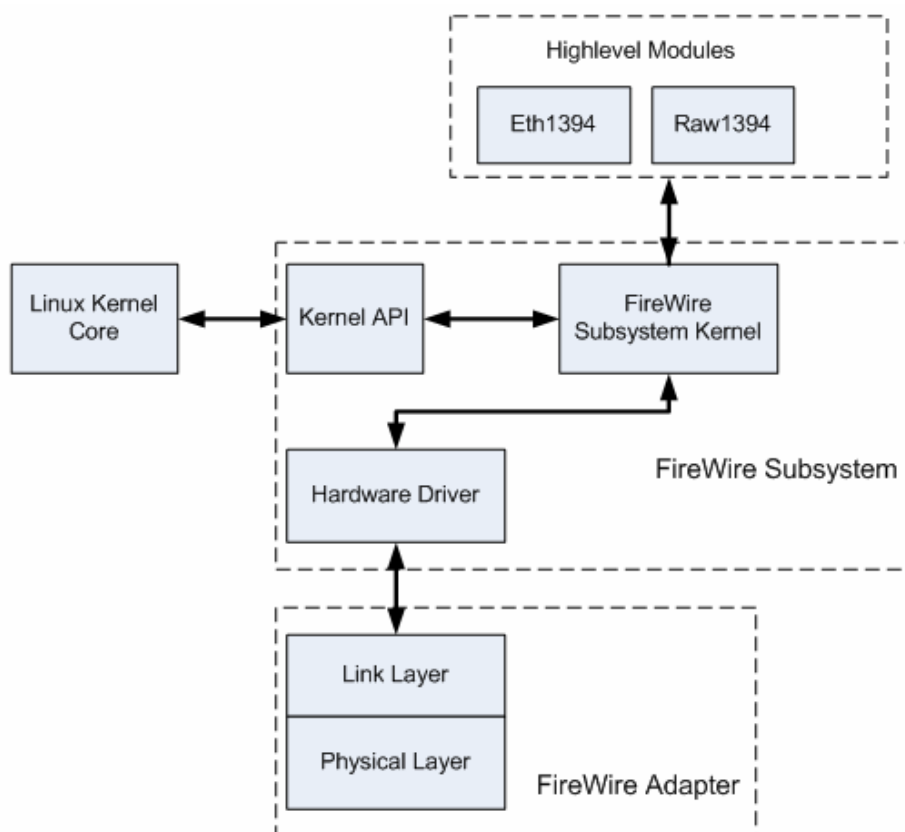 Highlevel Modules
Eth1394
Raw1394
Linux Kernel
Core
Kernel API
FireWire
Subsystem Kernel
Hardware Driver
FireWire Subsystem
Link Layer
Physical Layer
FireWire Adapter